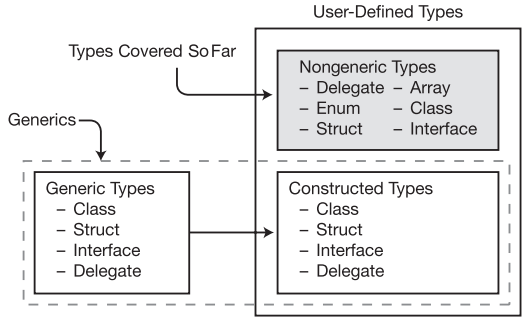 User-Defined Types
Types Covered So Far
Nongeneric Types
– Delegate – Array
– Enum – Class
– Struct – Interface
Generics
Generic Types
– Class
– Struct
– Interface
– Delegate
Constructed Types
– Class
– Struct
– Interface
– Delegate